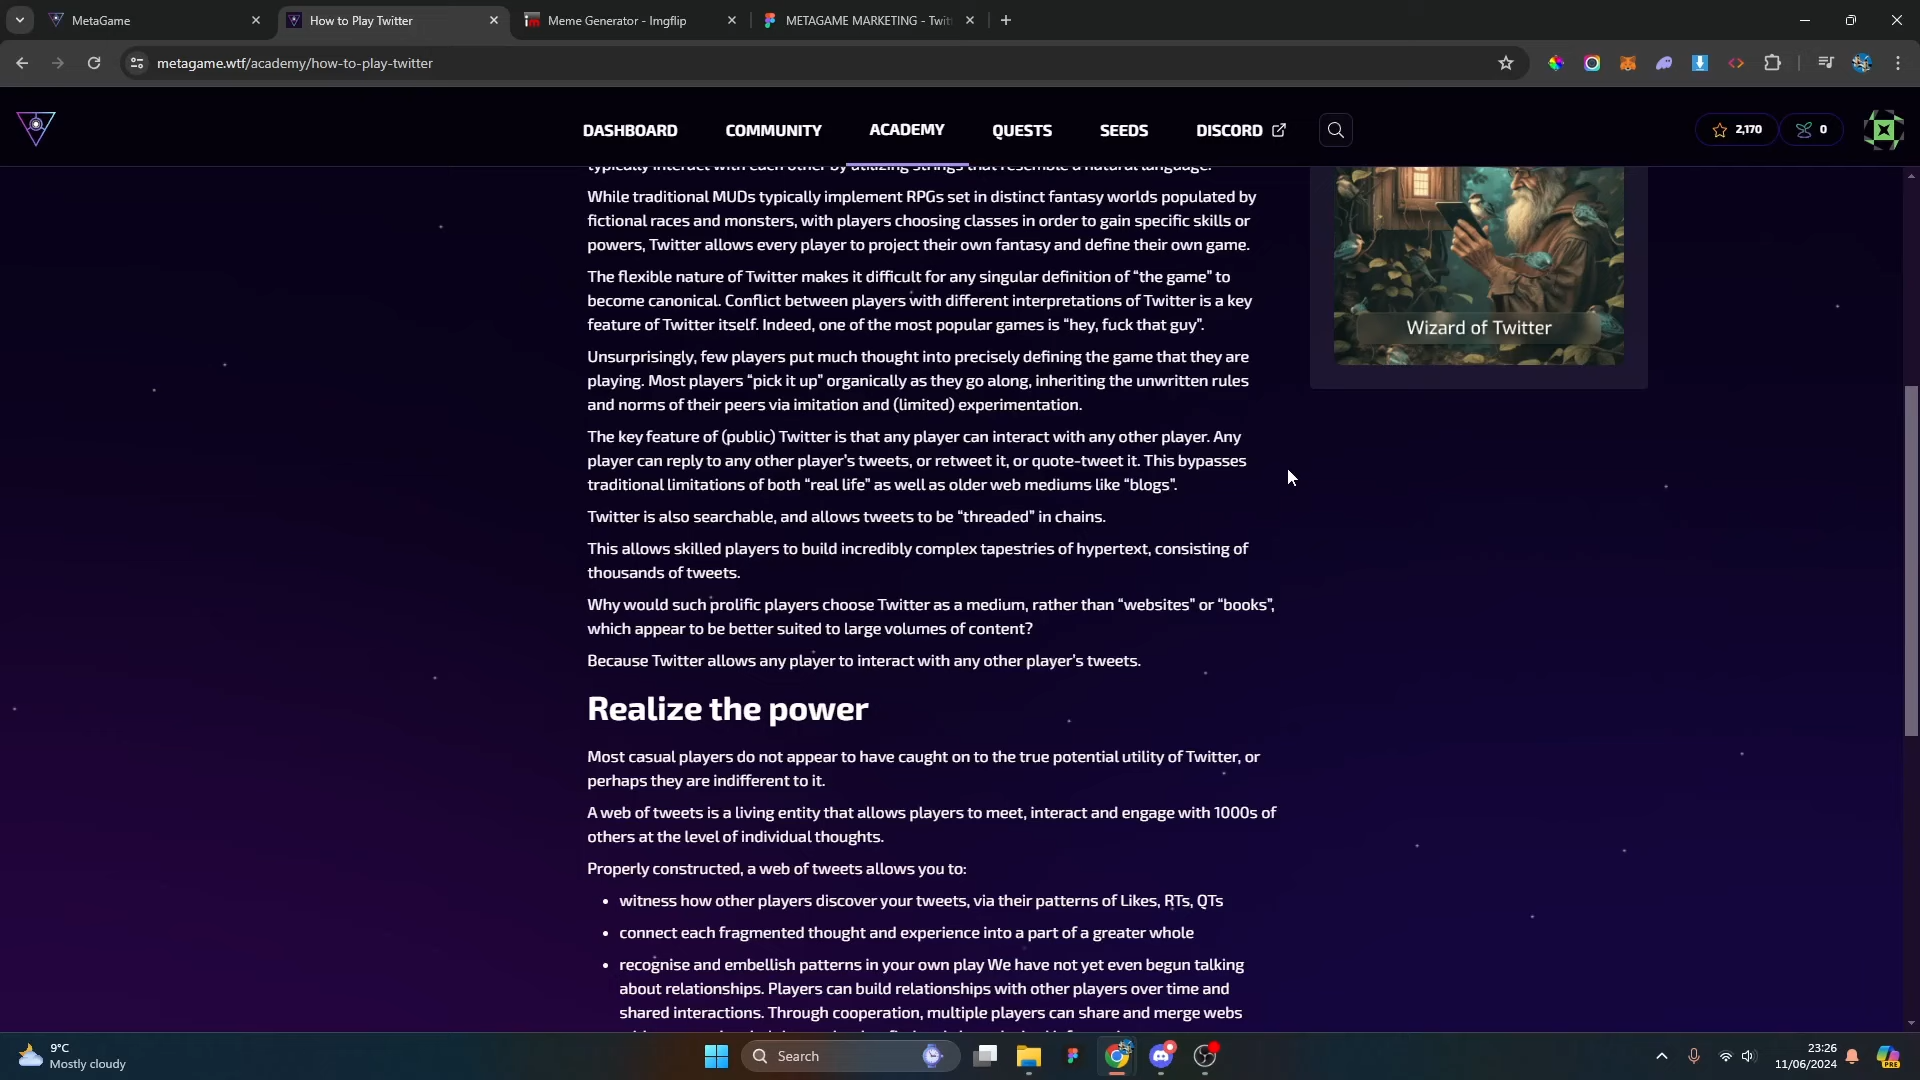 MetaGame
How to Play Twitter
Meme Generator - Imgflip
METAGAME MARKETING - Twit
metagame.wtf/academy/how-to-play-twitter
DASHBOARD
COMMUNITY
ACADEMY
QUESTS
SEEDS
DISCORD
2,170
0
typically interact with each other by utilizing strings that resemble a natural language.
While traditional MUDs typically implement RPGs set in distinct fantasy worlds populated by
fictional races and monsters, with players choosing classes in order to gain specific skills or
powers, Twitter allows every player to project their own fantasy and define their own game.
The flexible nature of Twitter makes it difficult for any singular definition of “the game” to
become canonical. Conflict between players with different interpretations of Twitter is a key
feature of Twitter itself. Indeed, one of the most popular games is “hey, fuck that guy”.
Unsurprisingly, few players put much thought into precisely defining the game that they are
playing. Most players “pick it up” organically as they go along, inheriting the unwritten rules
and norms of their peers via imitation and (limited) experimentation.
The key feature of (public) Twitter is that any player can interact with any other player. Any
player can reply to any other player’s tweets, or retweet it, or quote-tweet it. This bypasses
traditional limitations of both “real life” as well as older web mediums like “blogs”.
Twitter is also searchable, and allows tweets to be “threaded” in chains.
This allows skilled players to build incredibly complex tapestries of hypertext, consisting of
thousands of tweets.
Why would such prolific players choose Twitter as a medium, rather than “websites” or “books”,
which appear to be better suited to large volumes of content?
Because Twitter allows any player to interact with any other player’s tweets.
Realize the power
Most casual players do not appear to have caught on to the true potential utility of Twitter, or
perhaps they are indifferent to it.
A web of tweets is a living entity that allows players to meet, interact and engage with 1000s of
others at the level of individual thoughts.
Properly constructed, a web of tweets allows you to:
• witness how other players discover your tweets, via their patterns of Likes, RTs, QTs
• connect each fragmented thought and experience into a part of a greater whole
• recognise and embellish patterns in your own play We have not yet even begun talking
about relationships. Players can build relationships with other players over time and
shared interactions. Through cooperation, multiple players can share and merge webs
Wizard of Twitter
9°C
Mostly cloudy
Search
23:26
11/06/2024
PRE